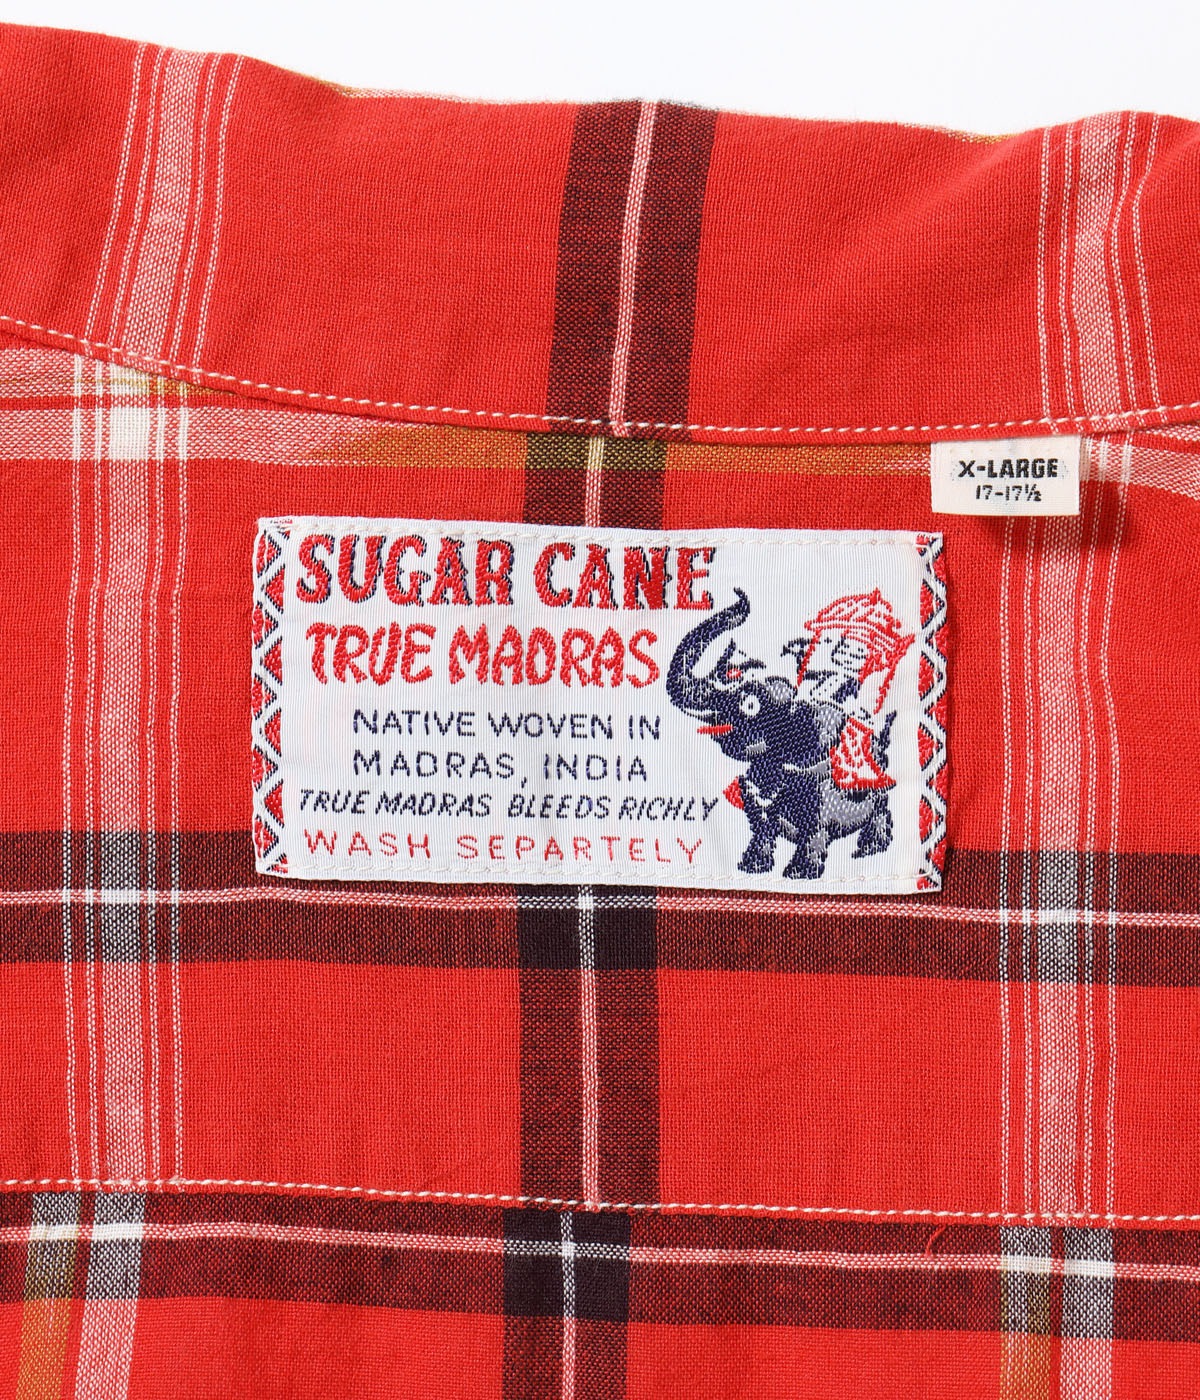 X-LARGE
17-17½
SUGAR CANE
TRUE MADRAS
NATIVE WOVEN IN
MADRAS, INDIA
TRUE MADRAS BLEEDS RICHLY
WASH SEPARTELY